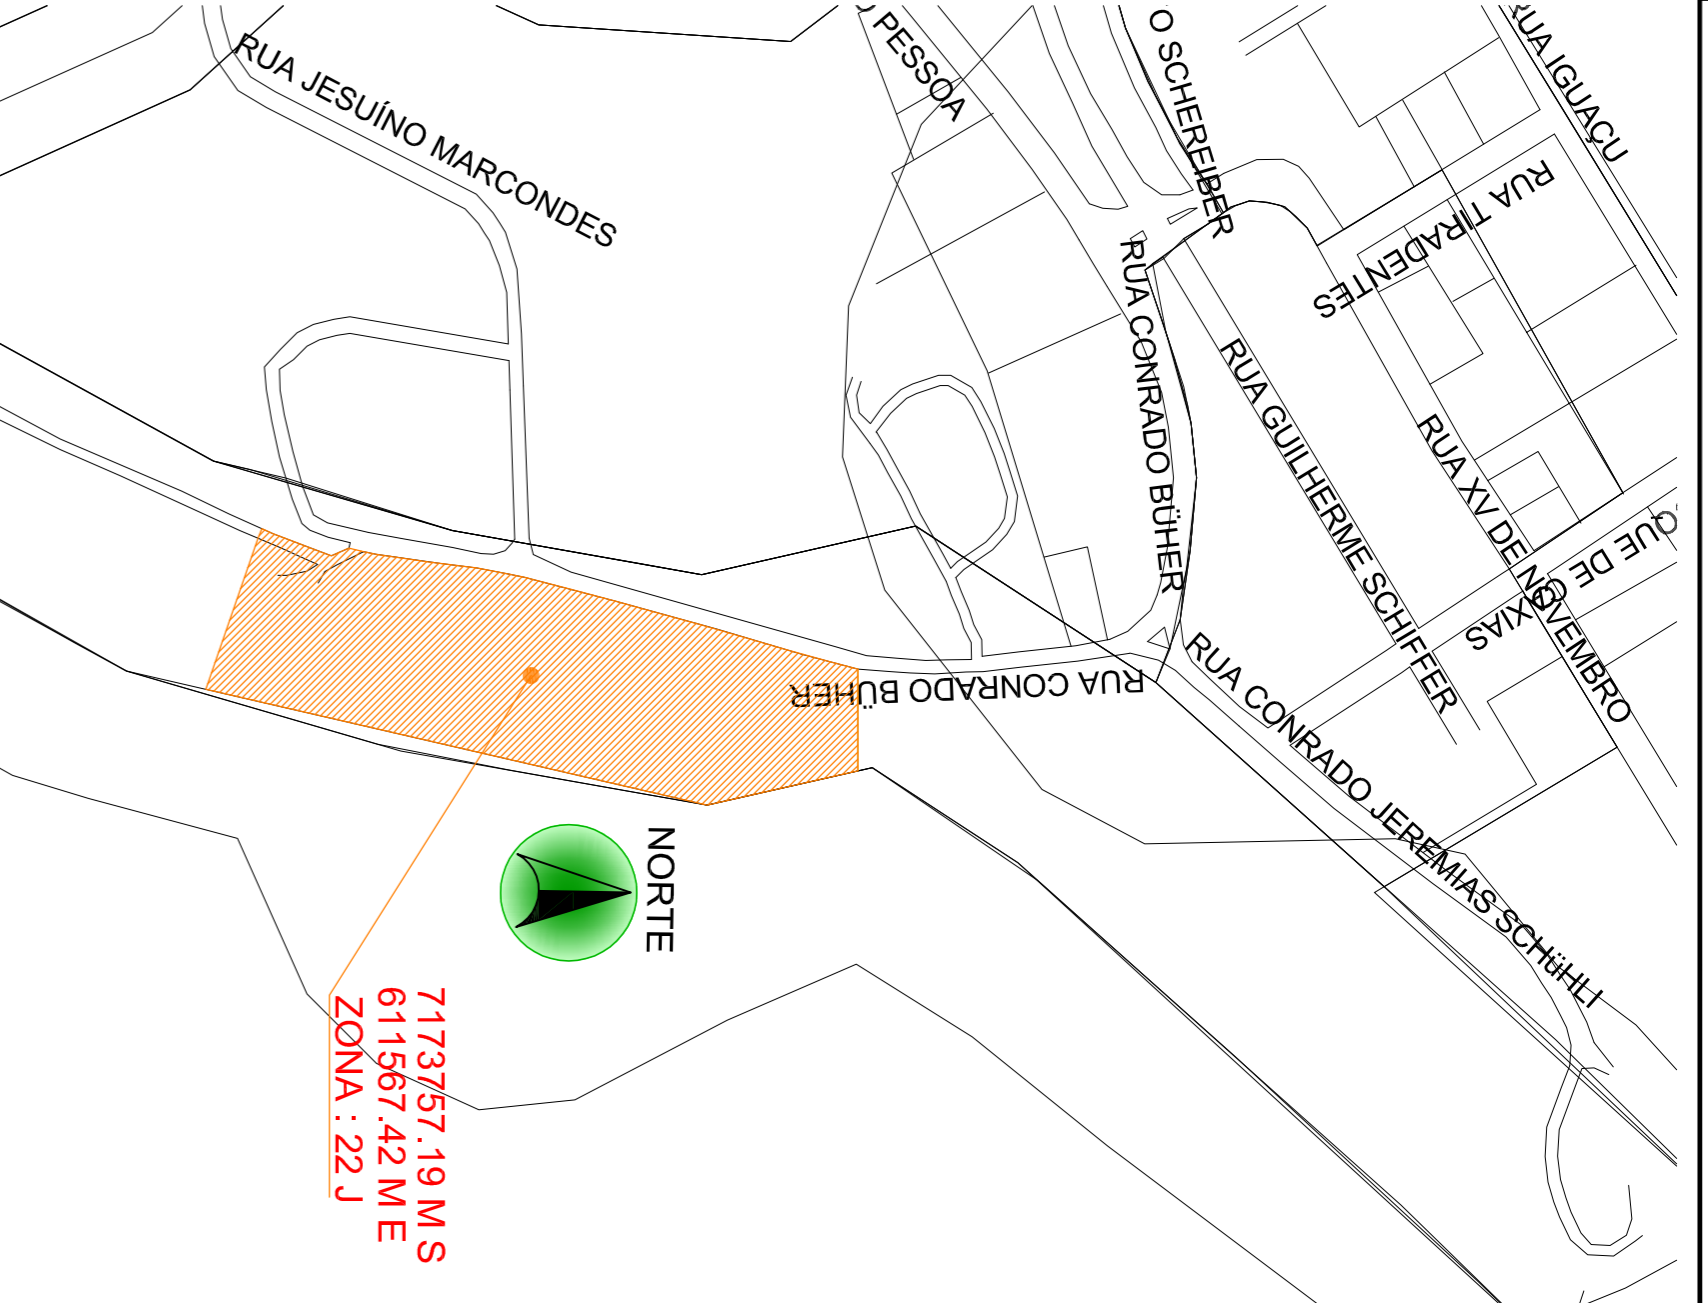 RUA JESUÍNO MARCONDES
PESSOA
O SCHEREIBER
RUA IGUAÇU
RUA TIRADENTES
RUA CONRADO BÜHER
RUA GUILHERME SCHIFFER
RUA XV DE NOVEMBRO
QUE DE CAXIAS
RUA CONRADO BÜHER
RUA CONRADO JEREMIAS SCHüHLI
NORTE
7173757.19 M S
611567.42 M E
ZONA : 22 J